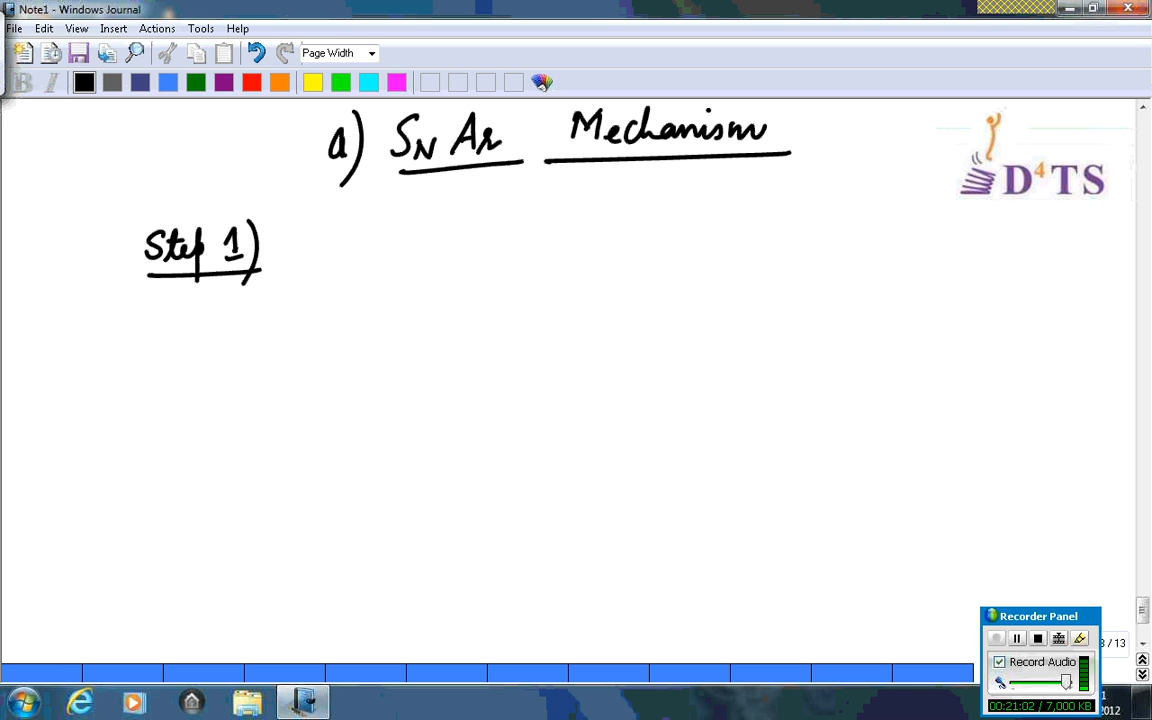 Note1 - Windows Journal
File Edit View Insert Actions Tools Help
Page Width
B I
a) SN Ar Mechanism
D4TS
Step 1)
Recorder Panel
/ 13
Record Audio
00:21:02 / 7,000 KB
2012